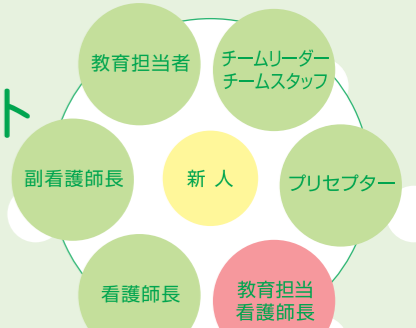 ト
教育担当者
チームリーダー
チームスタッフ
副看護師長
新 人
プリセプター
看護師長
教育担当
看護師長